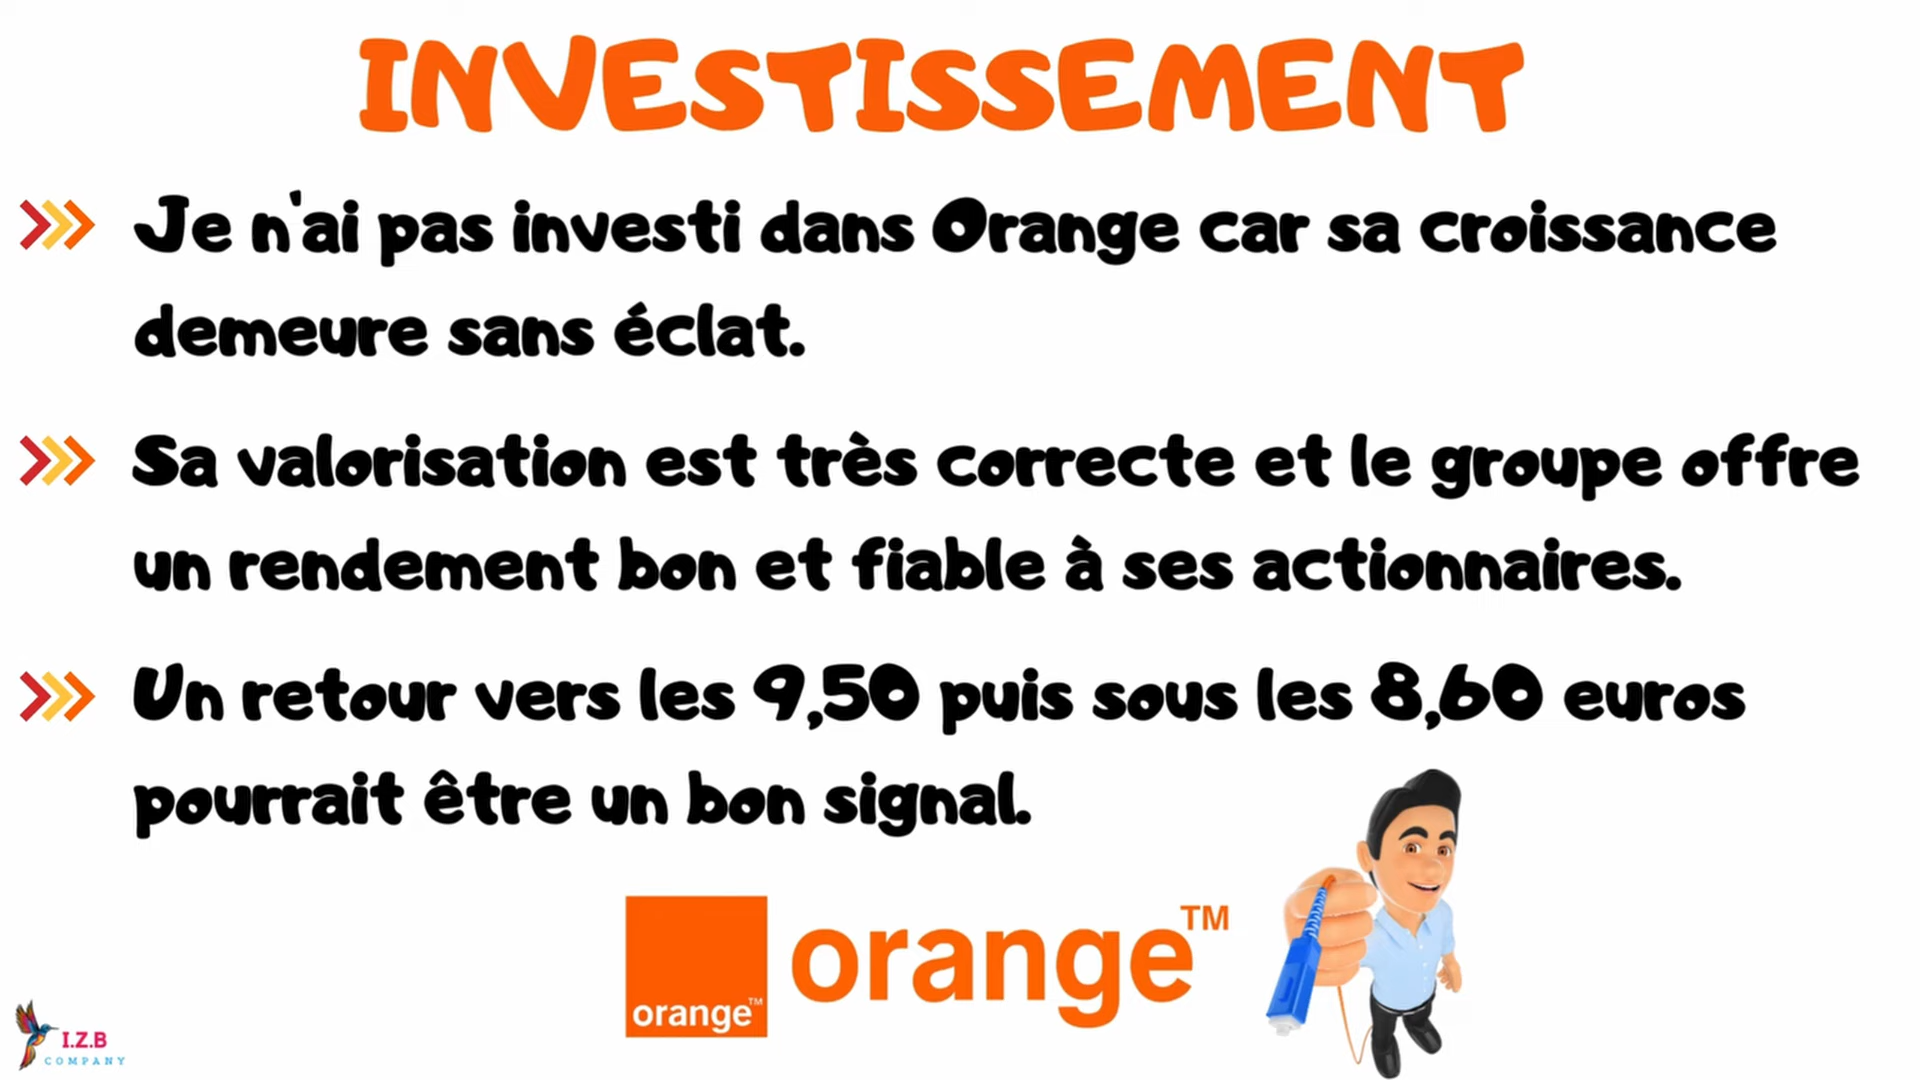 INVESTISSEMENT
Je n'ai pas investi dans Orange car sa croissance
demeure sans éclat.
Sa valorisation est très correcte et le groupe offre
un rendement bon et fiable à ses actionnaires.
Un retour vers les 9,50 puis sous les 8,60 euros
pourrait être un bon signal.
orange™
orange™
I.Z.B
COMPANY